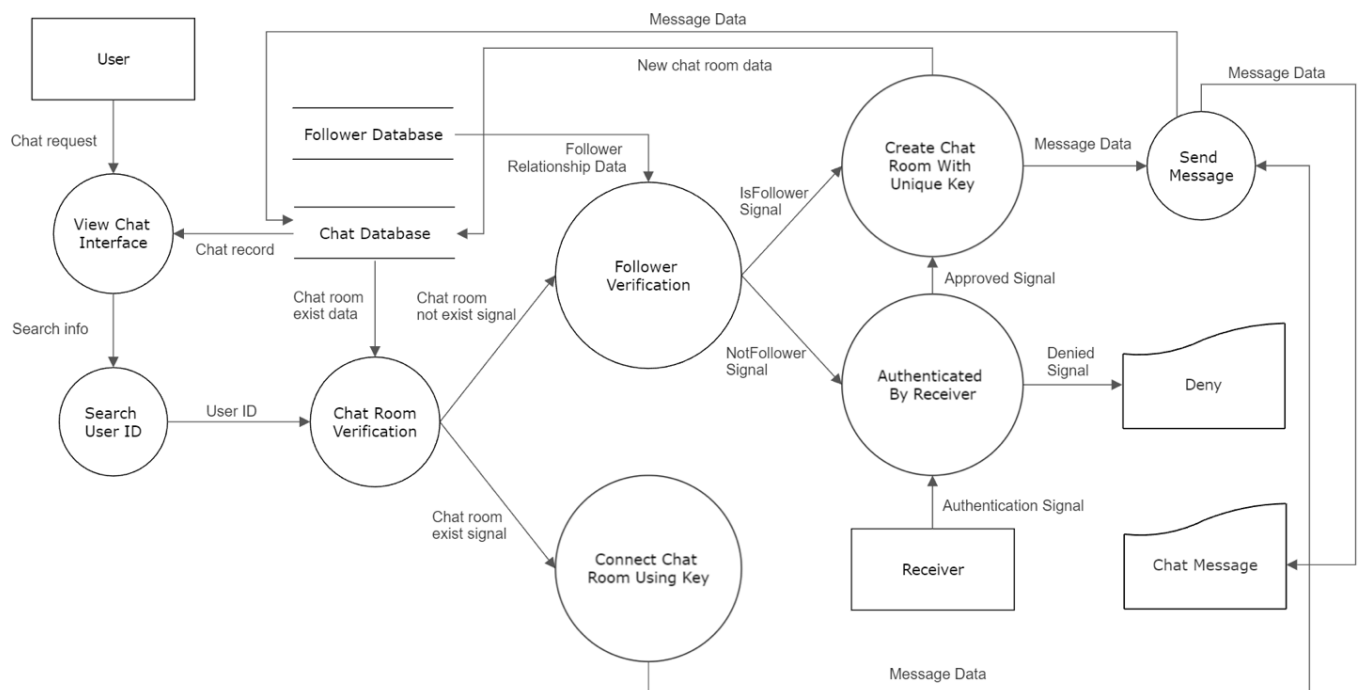 Message Data
User
New chat room data
Message Data
Chat request
Follower Database
Follower
Relationship Data
Create Chat
Room With
Unique Key
Message Data
Send
Message
IsFollower
Signal
View Chat
Interface
Chat record
Chat Database
Follower
Verification
Approved Signal
Search info
Chat room
exist data
Chat room
not exist signal
NotFollower
Signal
Authenticated
By Receiver
Denied
Signal
Deny
Search
User ID
User ID
Chat Room
Verification
Chat room
exist signal
Authentication Signal
Connect Chat
Room Using Key
Receiver
Chat Message
Message Data